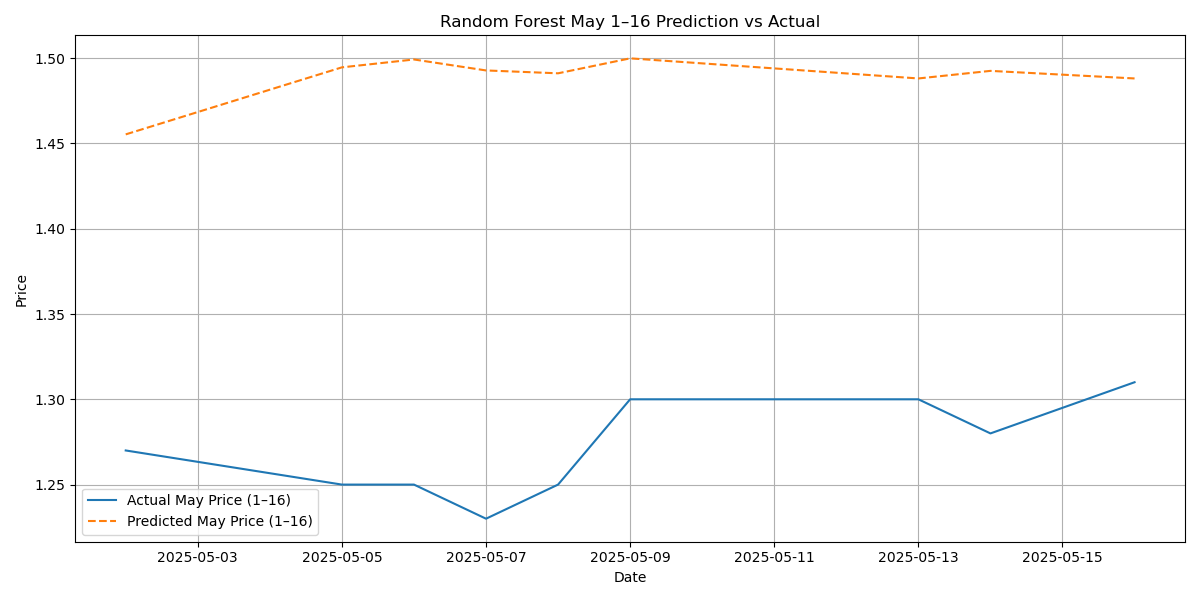 Random Forest May 1–16 Prediction vs Actual
Price
1.50
1.45
1.40
1.35
1.30
1.25
Actual May Price (1–16)
Predicted May Price (1–16)
2025-05-03 2025-05-05 2025-05-07 2025-05-09 2025-05-11 2025-05-13 2025-05-15
Date